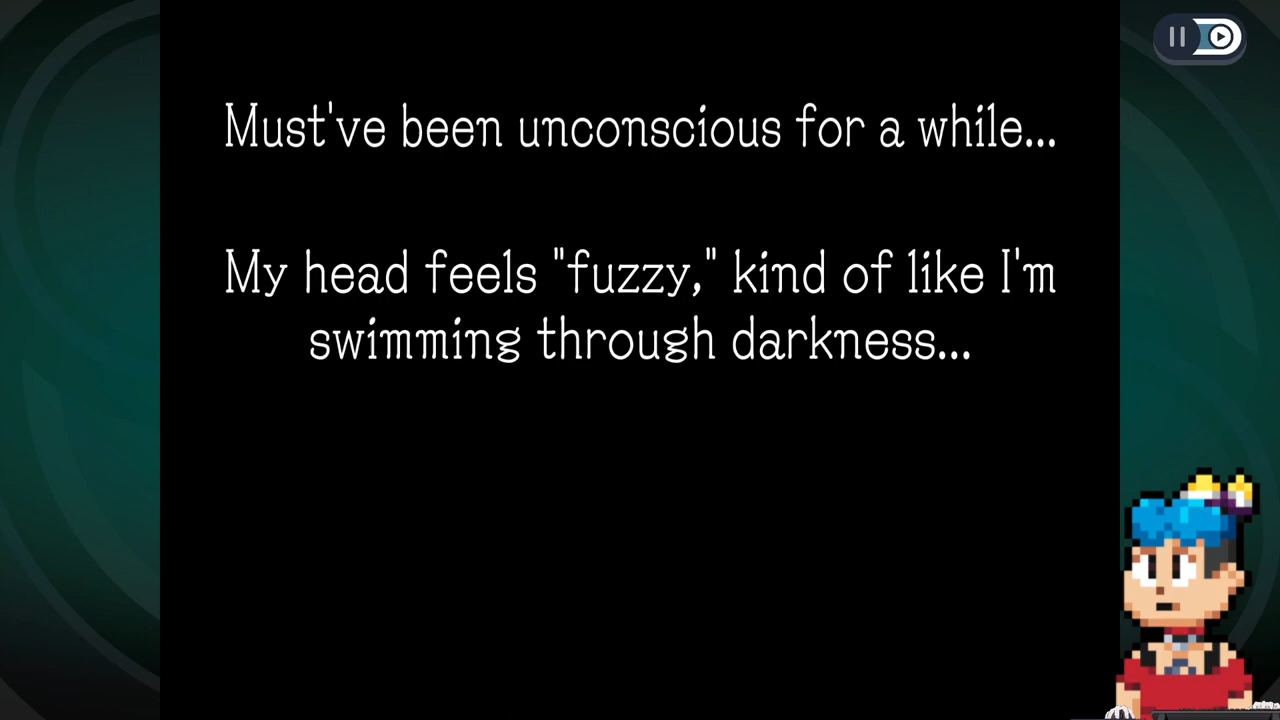 Must've been unconscious for a while...
My head feels "fuzzy," kind of like I'm
swimming through darkness...